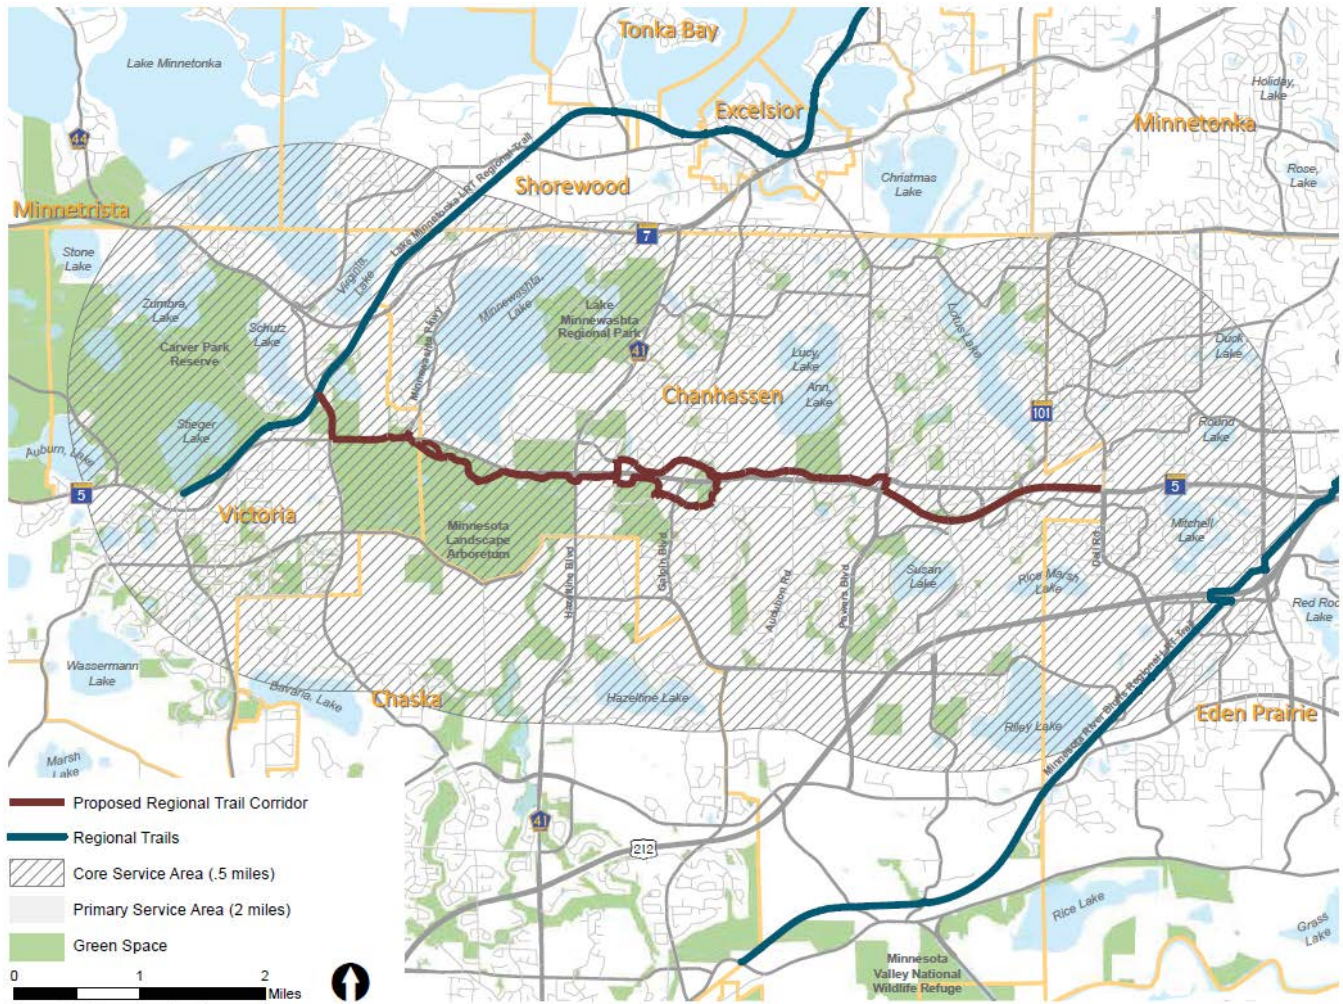 Tonka Bay
Lake Minnetonka
Holiday,
Lake
Excelsior
Minnetonka
44
Christmas
Lake
Rose,
Lake
Shorewood
Lake Minnetonka LRT Regional Trail
Minnetrista
7
Stone
Lake
Virginia,
Lake
Minnewashta,
Lake
Zumbra,
Lake
Schutz
Lake
Carver Park
Reserve
Lake
Minnewashta
Regional Park
41
Minnewashta Pkwy
Lotus Lake
Duck
Lake
Lucy,
Lake
Ann,
Lake
Chanhassen
101
Round
Lake
Stieger
Lake
Auburn, Lake
5
5
Victoria
Minnesota
Landscape
Arboretum
Mitchell
Lake
Hazeltine Blvd
Galpin Blvd
Audubon Rd
Powers Blvd
Dell Rd
Susan
Lake
Rice Marsh
Lake
Red Roc
Lake
Wassermann
Lake
Bavaria, Lake
Chaska
Hazeltine Lake
Riley Lake
Minnesota River Bluffs Regional LRT Trail
Eden Prairie
Marsh
Lake
41
212
Rice Lake
Grass
Lake
Minnesota
Valley National
Wildlife Refuge
Proposed Regional Trail Corridor
Regional Trails
Core Service Area (.5 miles)
Primary Service Area (2 miles)
Green Space
0 1 2
Miles